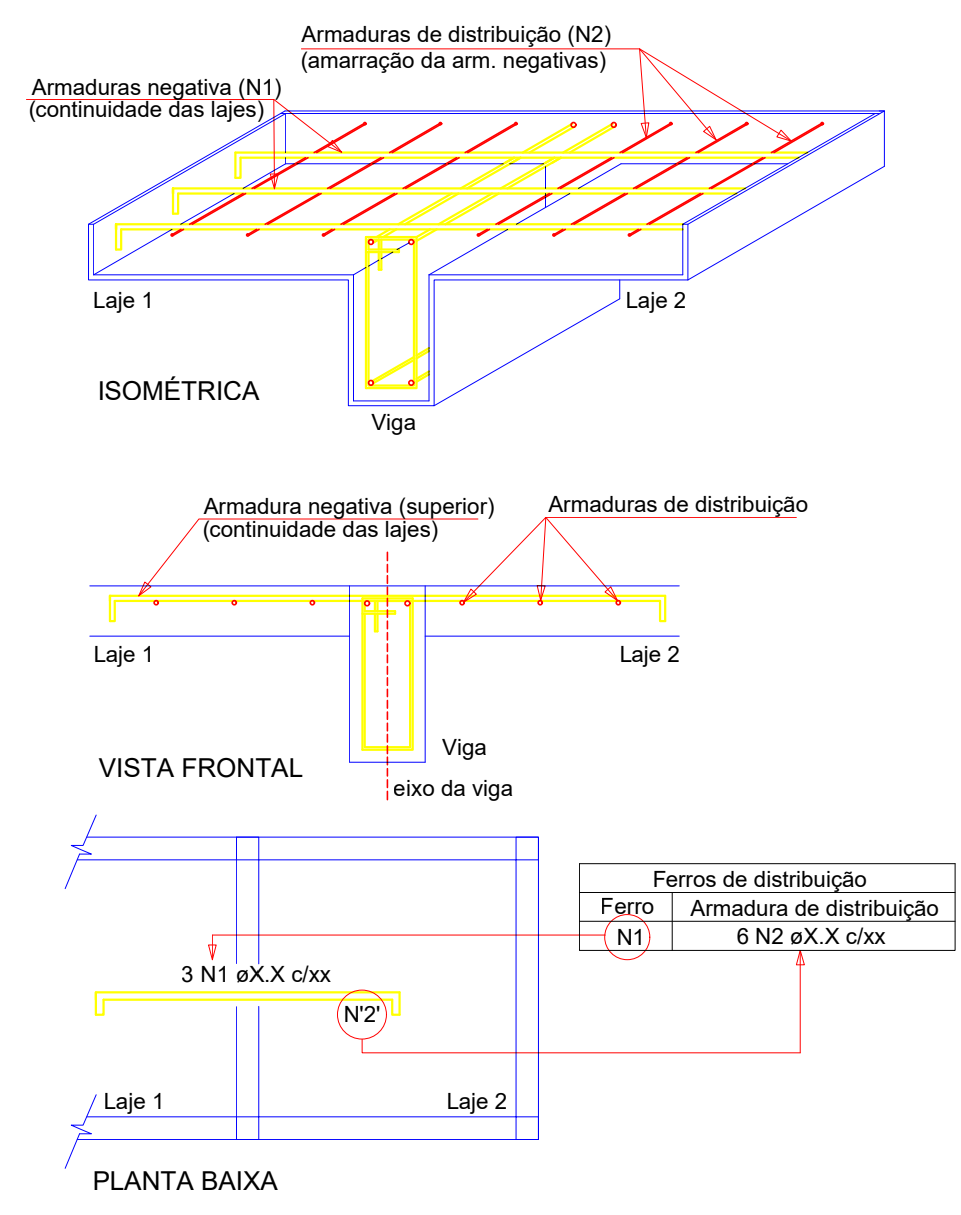 Armaduras de distribuição (N2)
(amarração da arm. negativas)
Armaduras negativa (N1)
(continuidade das lajes)
Laje 1
Laje 2
ISOMÉTRICA
Viga
Armadura negativa (superior)
(continuidade das lajes)
Armaduras de distribuição
Laje 1
Laje 2
Viga
VISTA FRONTAL
eixo da viga
Ferros de distribuição
Ferro Armadura de distribuição
N1 6 N2 øX.X c/xx
3 N1 øX.X c/xx
N'2'
Laje 1
Laje 2
PLANTA BAIXA